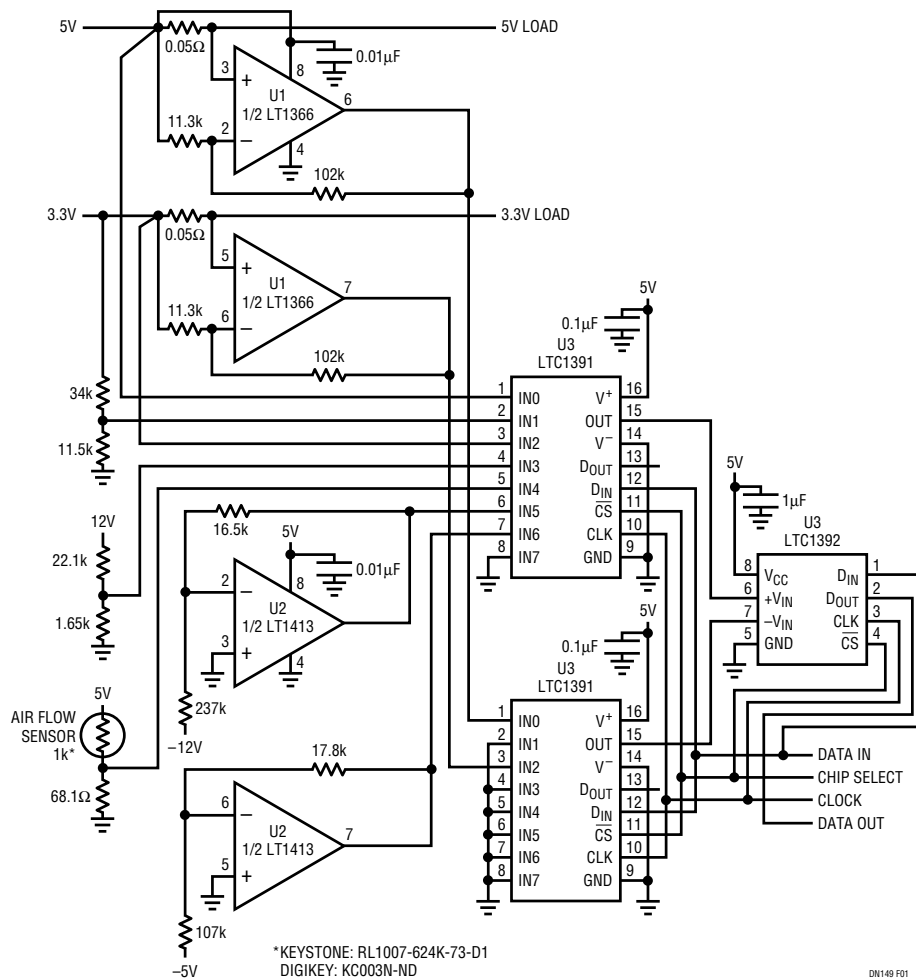 5V
0.05Ω
5V LOAD
0.01µF
3
+
8
U1
1/2 LT1366
6
11.3k
2
−
4
102k
3.3V
0.05Ω
3.3V LOAD
5
+
U1
1/2 LT1366
7
11.3k
6
−
102k
34k
11.5k
12V
22.1k
1.65k
5V
AIR FLOW
SENSOR
1k*
68.1Ω
16.5k
5V
0.01µF
2
−
8
U2
1/2 LT1413
3
+
4
237k
−12V
17.8k
6
−
U2
1/2 LT1413
7
5
+
107k
−5V
5V
0.1µF
U3
LTC1391
1 IN0 V+ 16
2 IN1 OUT 15
3 IN2 V− 14
4 IN3 DOUT 13
5 IN4 DIN 12
6 IN5 CS 11
7 IN6 CLK 10
8 IN7 GND 9
5V
0.1µF
U3
LTC1391
1 IN0 V+ 16
2 IN1 OUT 15
3 IN2 V− 14
4 IN3 DOUT 13
5 IN4 DIN 12
6 IN5 CS 11
7 IN6 CLK 10
8 IN7 GND 9
5V
1µF
U3
LTC1392
8 VCC DIN 1
6 +VIN DOUT 2
7 −VIN CLK 3
5 GND CS 4
DATA IN
CHIP SELECT
CLOCK
DATA OUT
*KEYSTONE: RL1007-624K-73-D1
DIGIKEY: KC003N-ND
DN149 F01